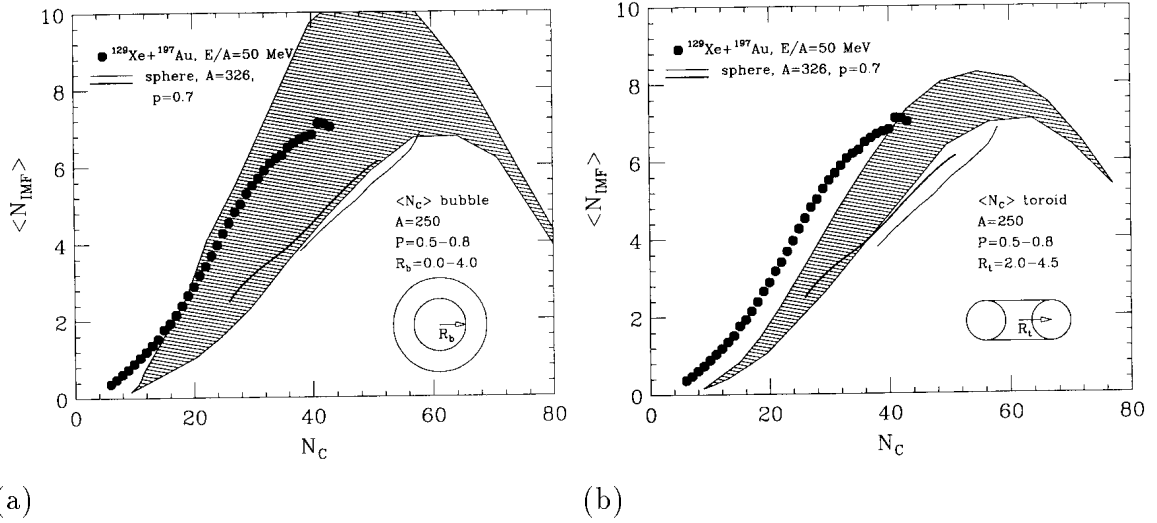 10
8
6
4
2
0
<N_IMF>
● ¹²⁹Xe+¹⁹⁷Au, E/A=50 MeV
sphere, A=326,
p=0.7
<N_C> bubble
A=250
P=0.5−0.8
R_b=0.0−4.0
R_b
0 20 40 60 80
N_C
(a)
10
8
6
4
2
0
<N_IMF>
● ¹²⁹Xe+¹⁹⁷Au, E/A=50 MeV
sphere, A=326, p=0.7
<N_C> toroid
A=250
P=0.5−0.8
R_t=2.0−4.5
R_t
0 20 40 60 80
N_C
(b)